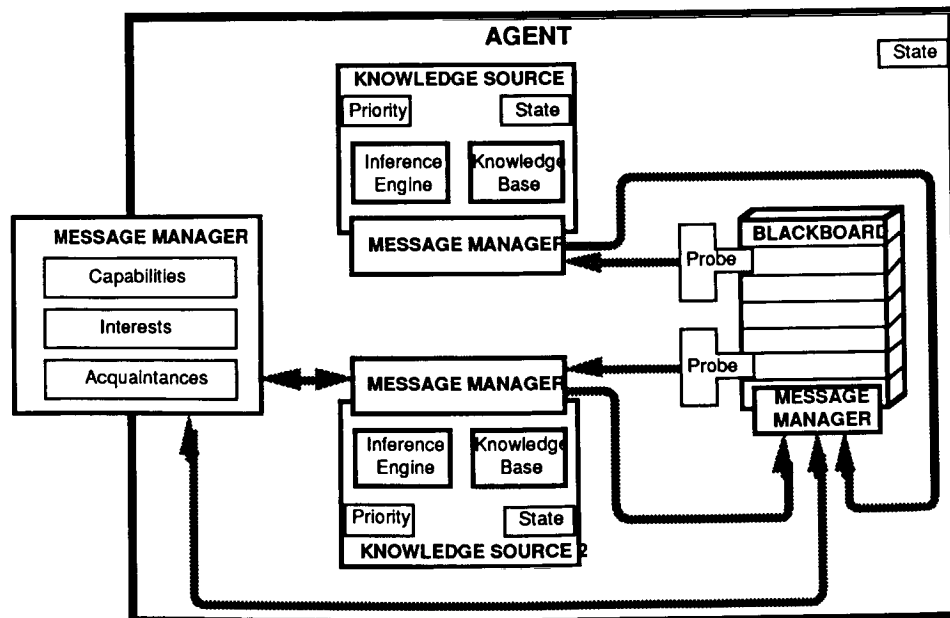 AGENT
State
KNOWLEDGE SOURCE
Priority
State
Inference
Engine
Knowledge
Base
MESSAGE MANAGER
MESSAGE MANAGER
Capabilities
Interests
Acquaintances
BLACKBOARD
Probe
Probe
MESSAGE
MANAGER
MESSAGE MANAGER
Inference
Engine
Knowledge
Base
Priority
State
KNOWLEDGE SOURCE 2